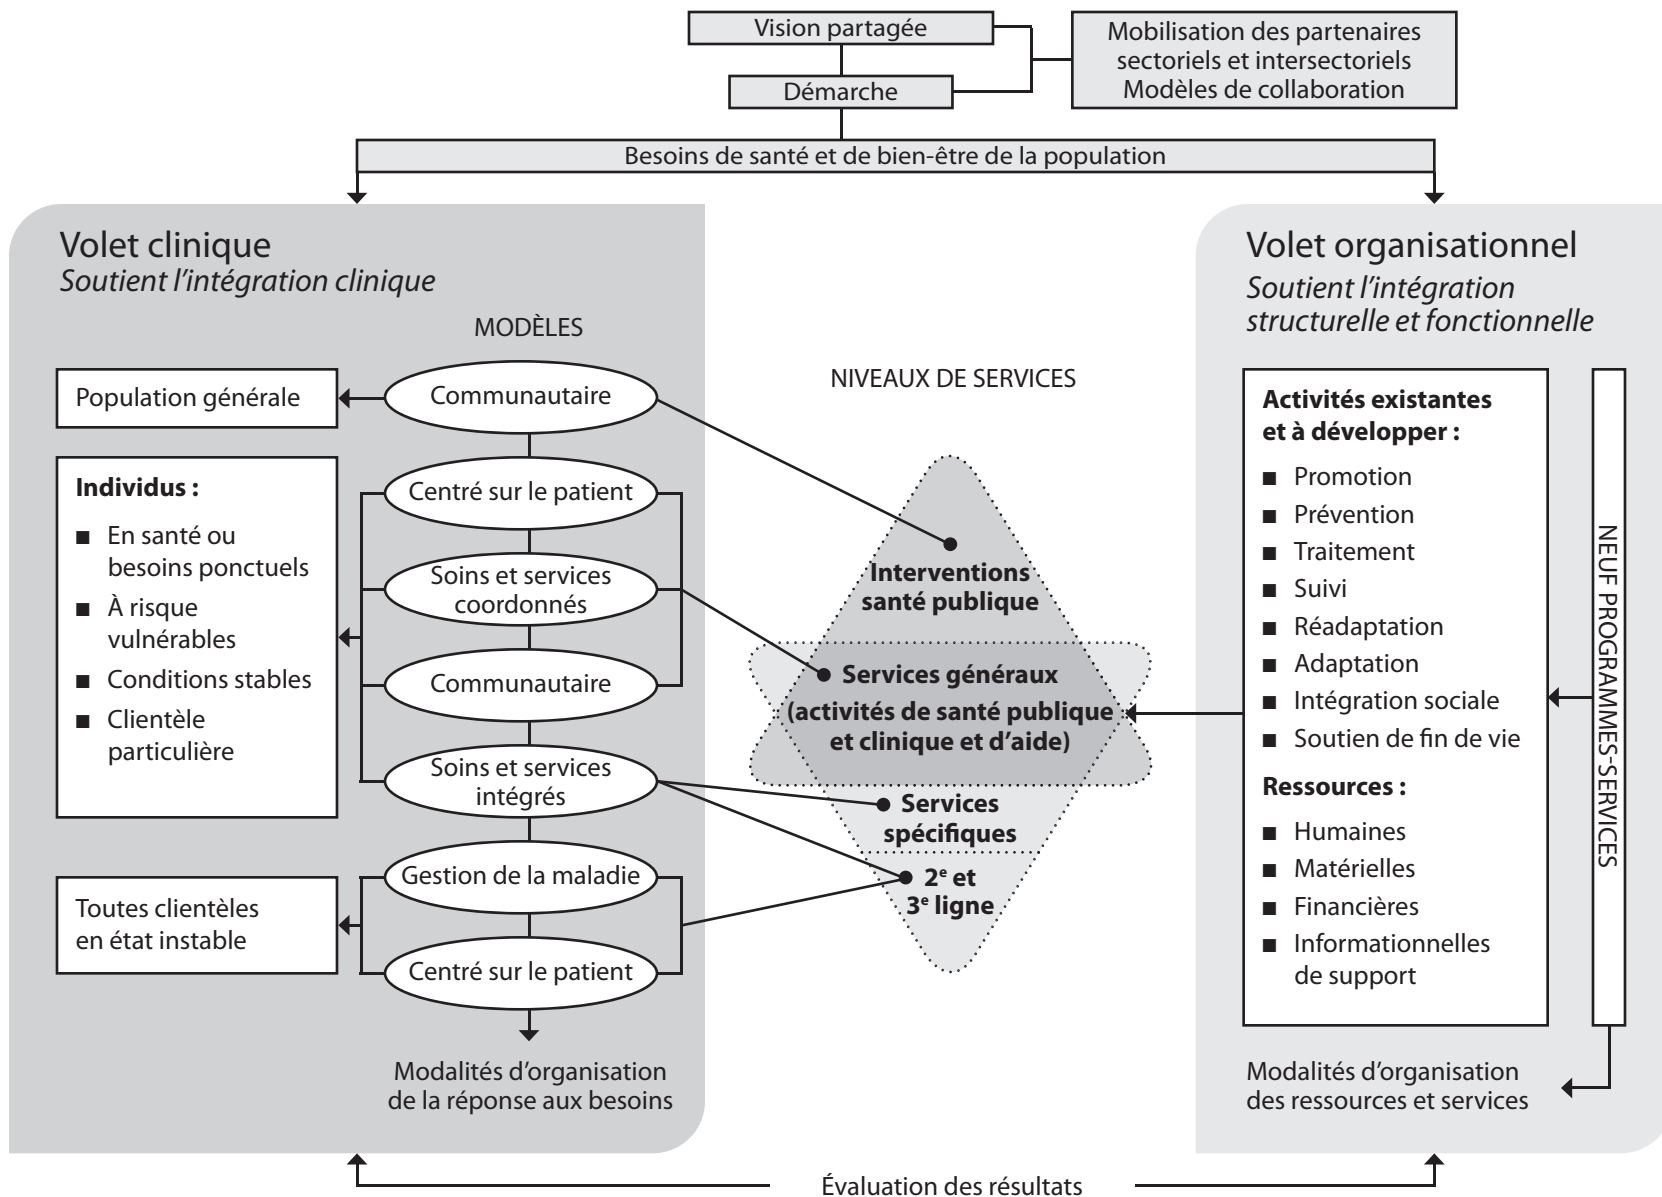 Vision partagée
Démarche
Mobilisation des partenaires
sectoriels et intersectoriels
Modèles de collaboration
Besoins de santé et de bien-être de la population
Volet clinique
Soutient l’intégration clinique
MODÈLES
Population générale
Communautaire
Individus :
■ En santé ou
besoins ponctuels
■ À risque
vulnérables
■ Conditions stables
■ Clientèle
particulière
Centré sur le patient
Soins et services
coordonnés
Communautaire
Soins et services
intégrés
Toutes clientèles
en état instable
Gestion de la maladie
Centré sur le patient
Modalités d’organisation
de la réponse aux besoins
NIVEAUX DE SERVICES
Interventions
santé publique
Services généraux
(activités de santé publique
et clinique et d’aide)
Services
spécifiques
2e et
3e ligne
Volet organisationnel
Soutient l’intégration
structurelle et fonctionnelle
Activités existantes
et à développer :
■ Promotion
■ Prévention
■ Traitement
■ Suivi
■ Réadaptation
■ Adaptation
■ Intégration sociale
■ Soutien de fin de vie
Ressources :
■ Humaines
■ Matérielles
■ Financières
■ Informationnelles
de support
NEUF PROGRAMMES-SERVICES
Modalités d’organisation
des ressources et services
Évaluation des résultats